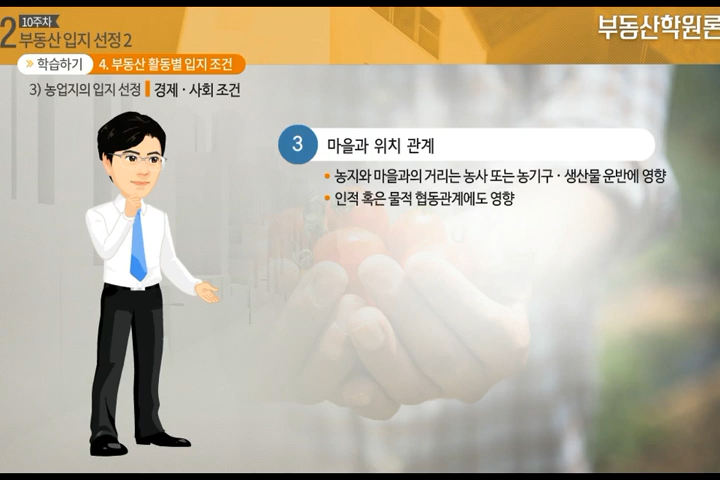 10주차
2 부동산 입지 선정 2
부동산학원론
» 학습하기
4. 부동산 활동별 입지 조건
3) 농업지의 입지 선정 경제 · 사회 조건
3 마을과 위치 관계
• 농지와 마을과의 거리는 농사 또는 농기구 · 생산물 운반에 영향
• 인적 혹은 물적 협동관계에도 영향